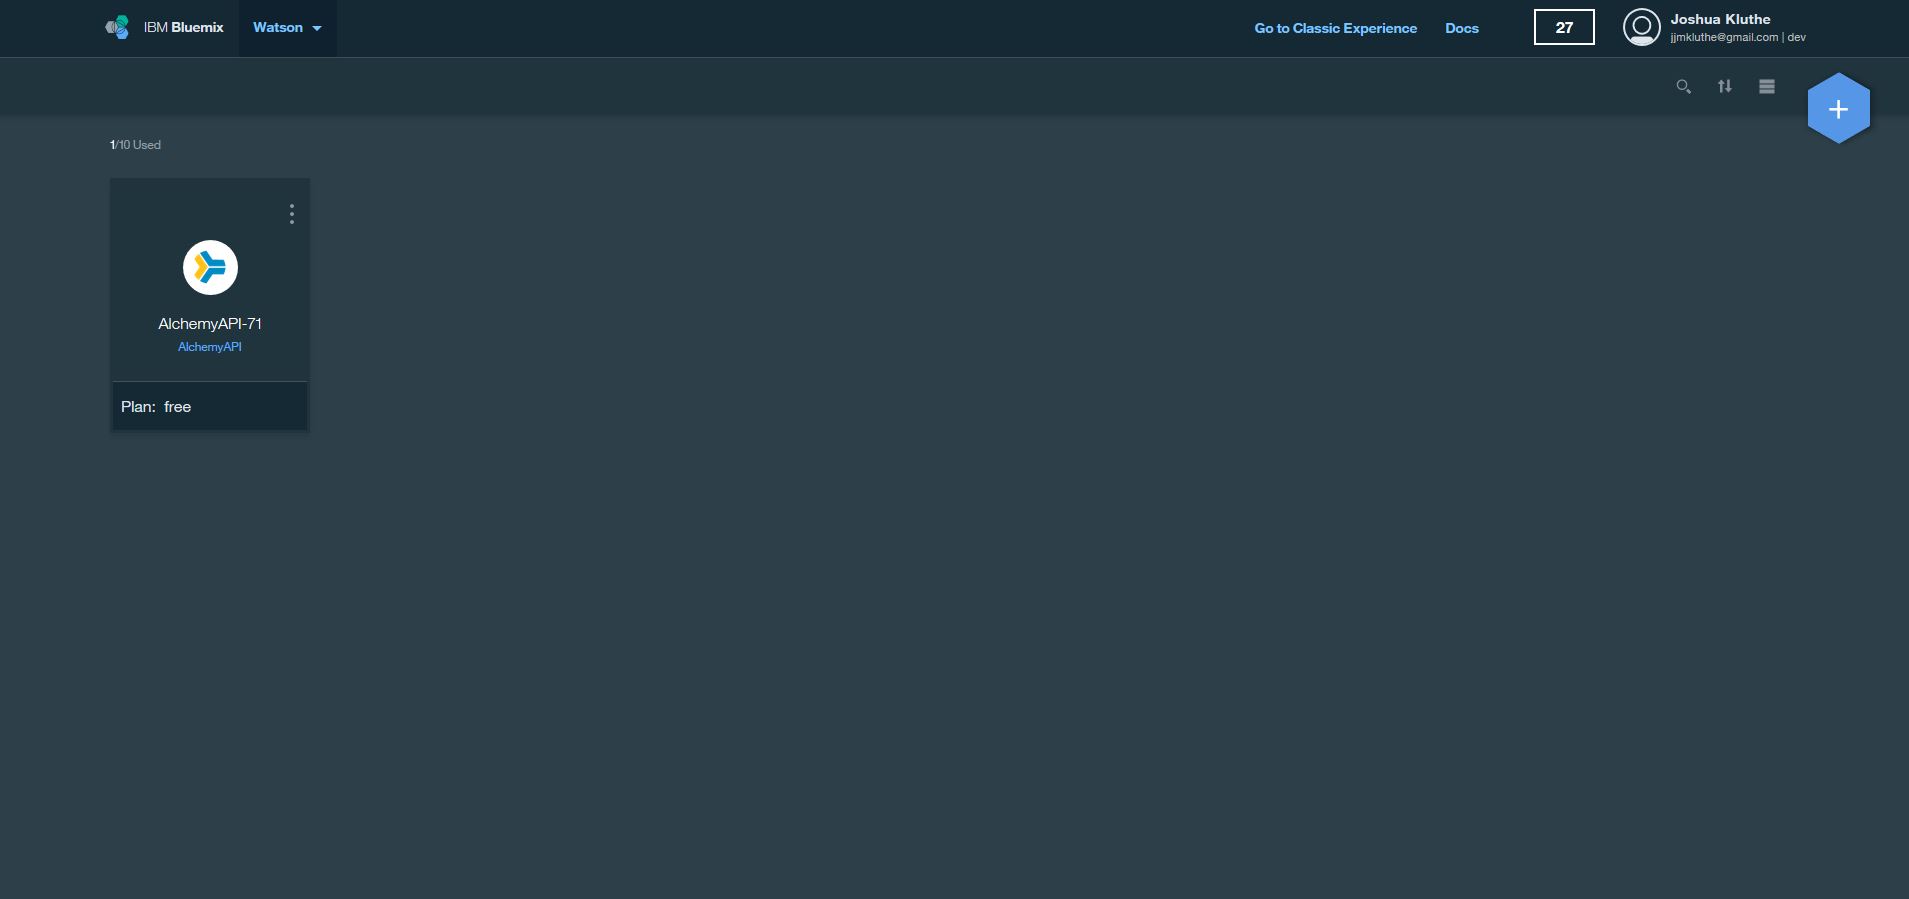 IBM Bluemix
Watson
Go to Classic Experience
Docs
27
Joshua Kluthe
jjmkluthe@gmail.com | dev
1/10 Used
AlchemyAPI-71
AlchemyAPI
Plan: free